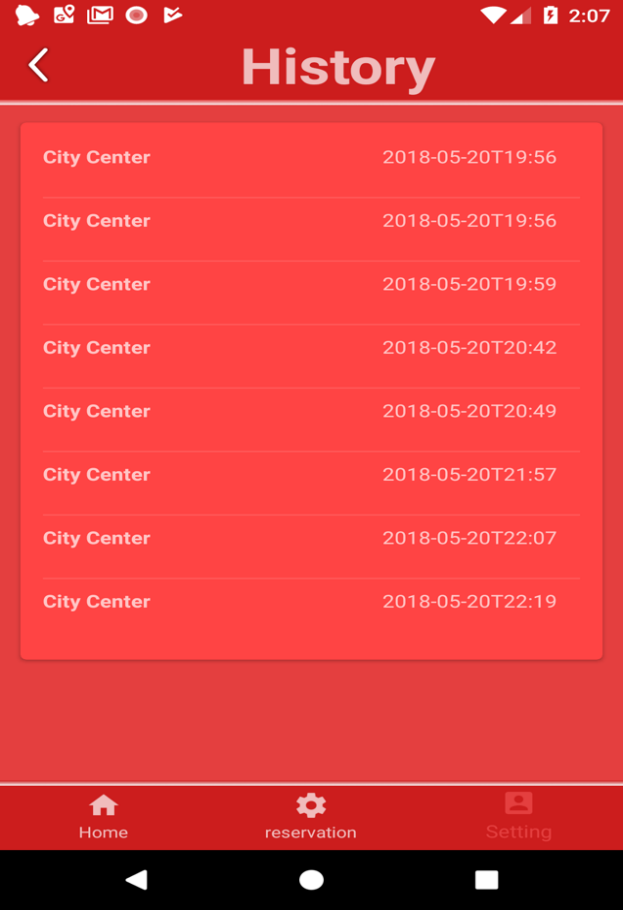 2:07
History
City Center 2018-05-20T19:56
City Center 2018-05-20T19:56
City Center 2018-05-20T19:59
City Center 2018-05-20T20:42
City Center 2018-05-20T20:49
City Center 2018-05-20T21:57
City Center 2018-05-20T22:07
City Center 2018-05-20T22:19
Home reservation Setting